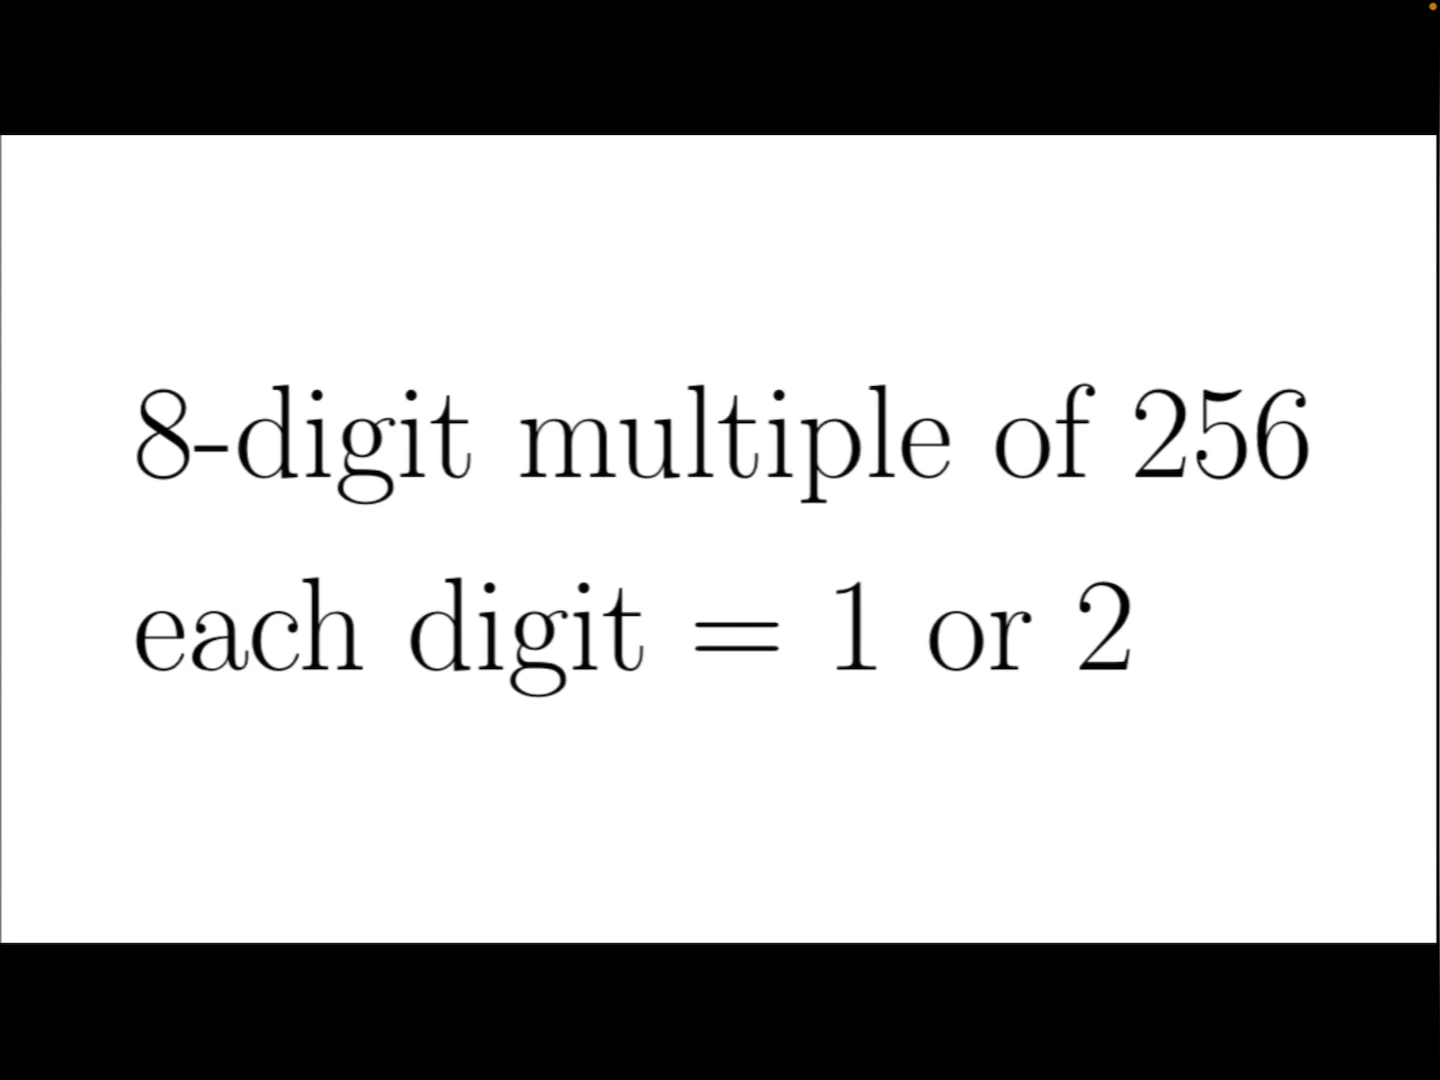 8-digit multiple of 256
each digit = 1 or 2